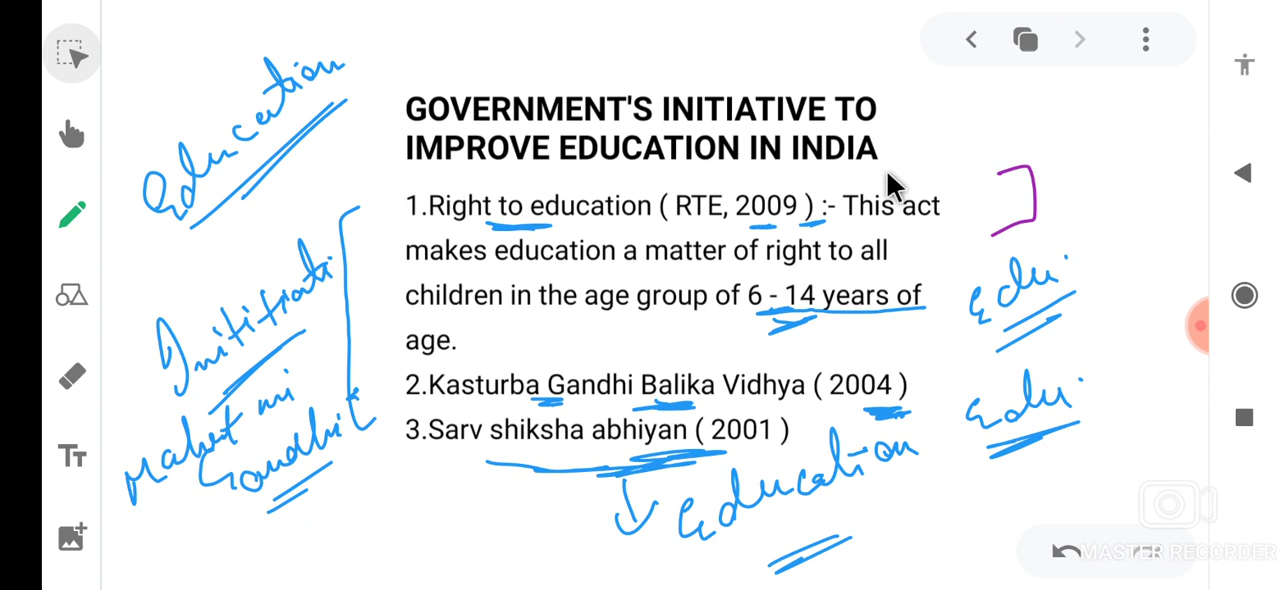 Education
GOVERNMENT'S INITIATIVE TO
IMPROVE EDUCATION IN INDIA
1.Right to education ( RTE, 2009 ) :- This act
makes education a matter of right to all
children in the age group of 6 - 14 years of
age.
2.Kasturba Gandhi Balika Vidhya ( 2004 )
3.Sarv shiksha abhiyan ( 2001 )
Edu
Edu
Gandhi
Education
Tт
MASTER RECORDER